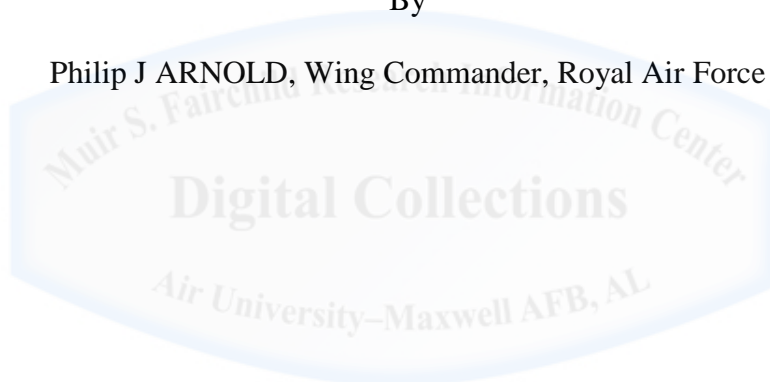 By
Philip J ARNOLD, Wing Commander, Royal Air Force
Muir S. Fairchild Research Information Center
Digital Collections
Air University–Maxwell AFB, AL